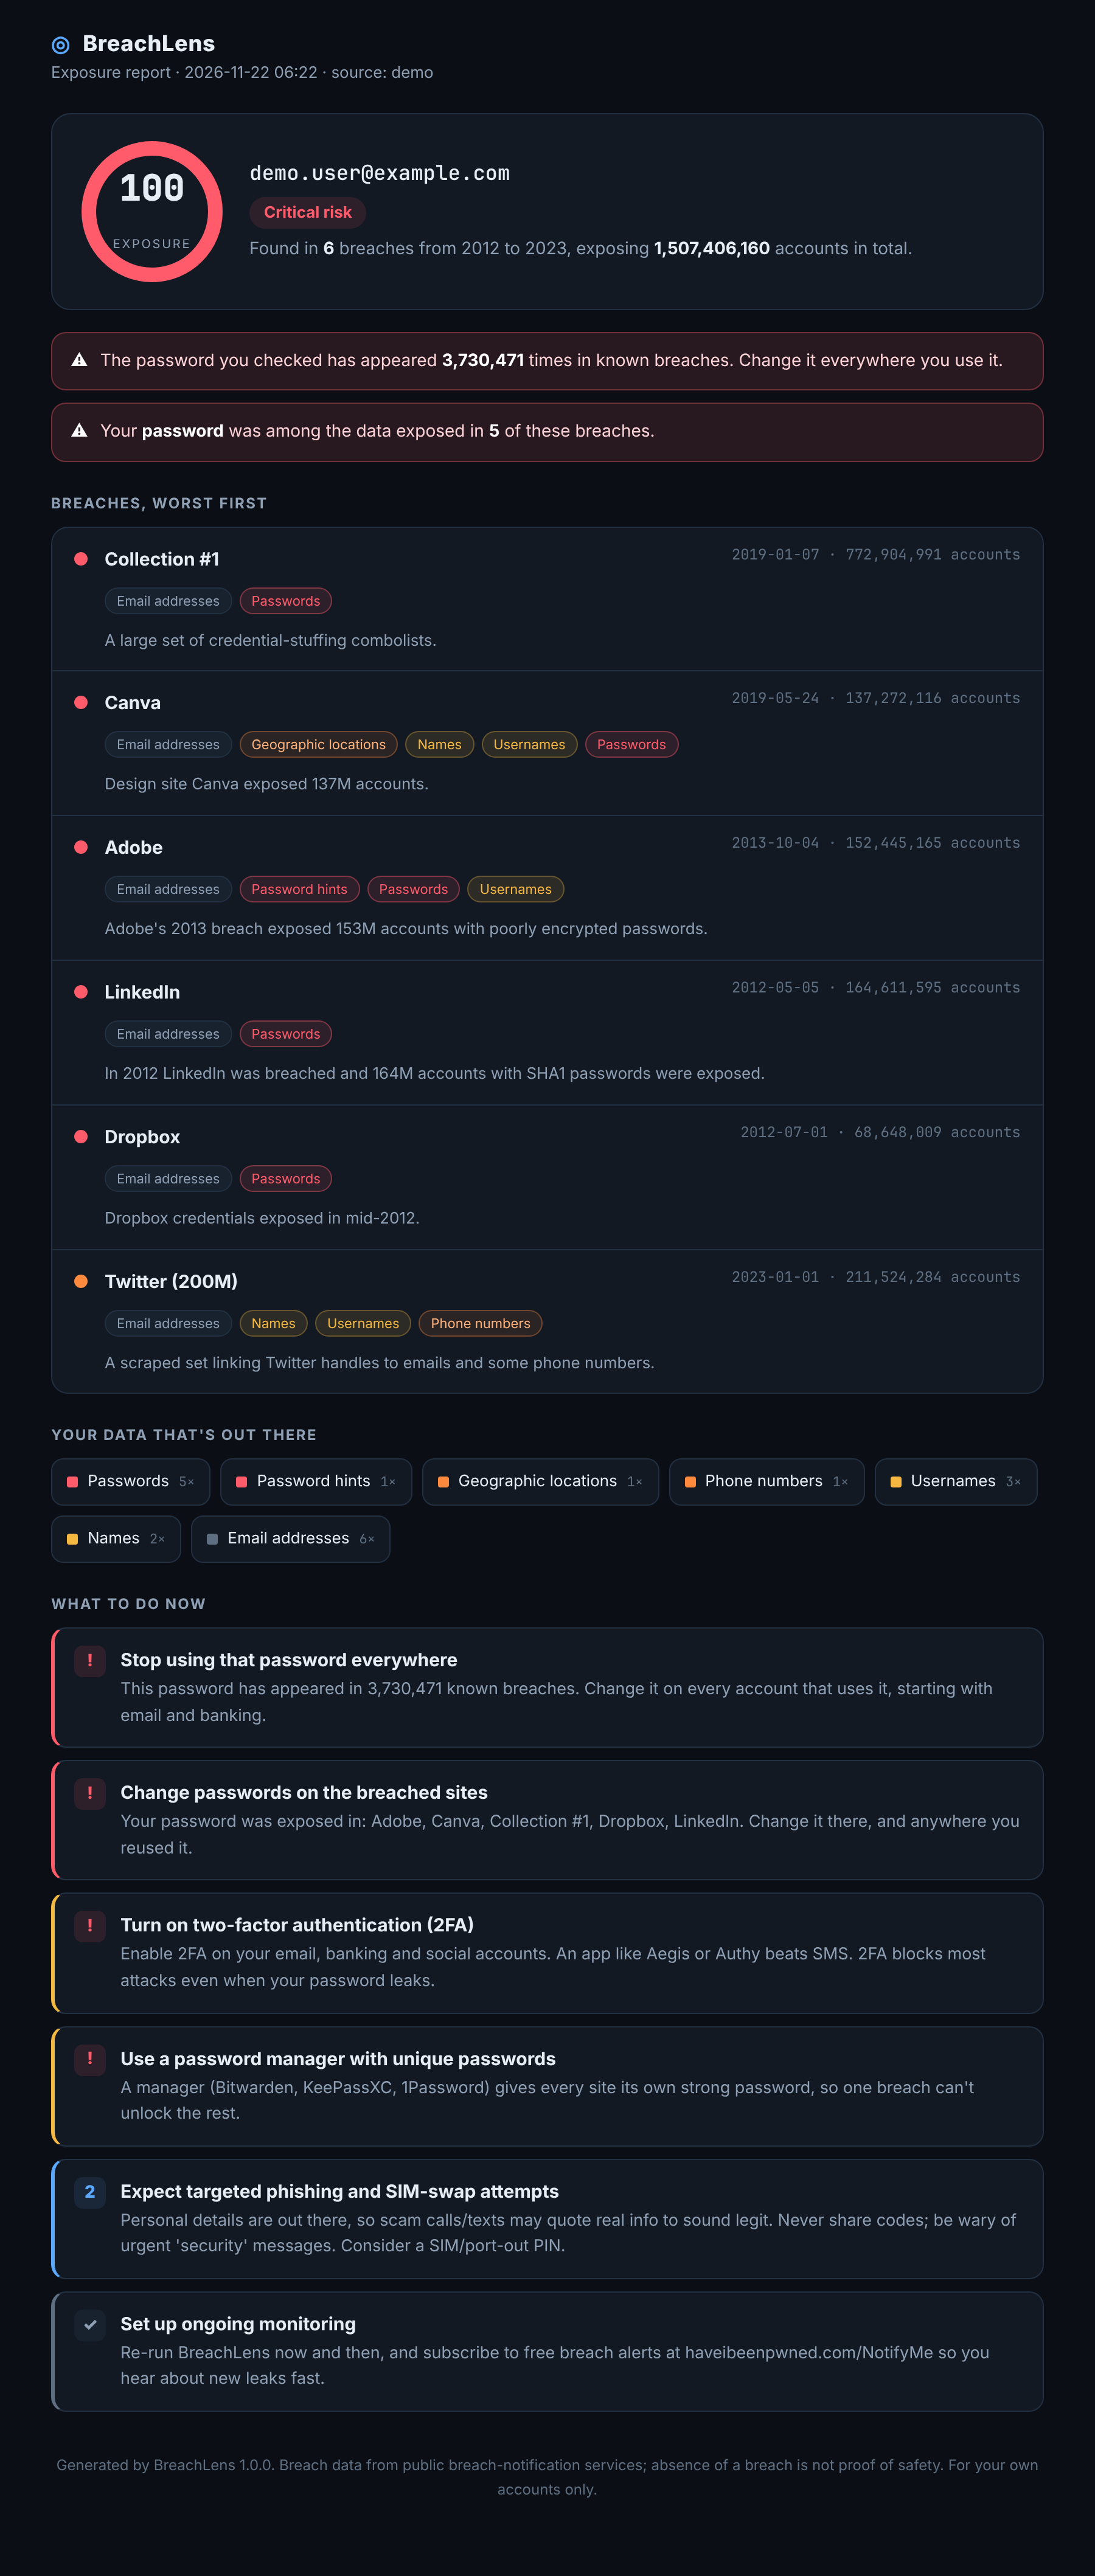 ◎ BreachLens
Exposure report · 2026-11-22 06:22 · source: demo
100
EXPOSURE
demo.user@example.com
Critical risk
Found in 6 breaches from 2012 to 2023, exposing 1,507,406,160 accounts in total.
⚠ The password you checked has appeared 3,730,471 times in known breaches. Change it everywhere you use it.
⚠ Your password was among the data exposed in 5 of these breaches.
BREACHES, WORST FIRST
Collection #1 2019-01-07 · 772,904,991 accounts
Email addresses Passwords
A large set of credential-stuffing combolists.
Canva 2019-05-24 · 137,272,116 accounts
Email addresses Geographic locations Names Usernames Passwords
Design site Canva exposed 137M accounts.
Adobe 2013-10-04 · 152,445,165 accounts
Email addresses Password hints Passwords Usernames
Adobe's 2013 breach exposed 153M accounts with poorly encrypted passwords.
LinkedIn 2012-05-05 · 164,611,595 accounts
Email addresses Passwords
In 2012 LinkedIn was breached and 164M accounts with SHA1 passwords were exposed.
Dropbox 2012-07-01 · 68,648,009 accounts
Email addresses Passwords
Dropbox credentials exposed in mid-2012.
Twitter (200M) 2023-01-01 · 211,524,284 accounts
Email addresses Names Usernames Phone numbers
A scraped set linking Twitter handles to emails and some phone numbers.
YOUR DATA THAT'S OUT THERE
Passwords 5× Password hints 1× Geographic locations 1× Phone numbers 1× Usernames 3×
Names 2× Email addresses 6×
WHAT TO DO NOW
! Stop using that password everywhere
This password has appeared in 3,730,471 known breaches. Change it on every account that uses it, starting with
email and banking.
! Change passwords on the breached sites
Your password was exposed in: Adobe, Canva, Collection #1, Dropbox, LinkedIn. Change it there, and anywhere you
reused it.
! Turn on two-factor authentication (2FA)
Enable 2FA on your email, banking and social accounts. An app like Aegis or Authy beats SMS. 2FA blocks most
attacks even when your password leaks.
! Use a password manager with unique passwords
A manager (Bitwarden, KeePassXC, 1Password) gives every site its own strong password, so one breach can't
unlock the rest.
2 Expect targeted phishing and SIM-swap attempts
Personal details are out there, so scam calls/texts may quote real info to sound legit. Never share codes; be wary of
urgent 'security' messages. Consider a SIM/port-out PIN.
✓ Set up ongoing monitoring
Re-run BreachLens now and then, and subscribe to free breach alerts at haveibeenpwned.com/NotifyMe so you
hear about new leaks fast.
Generated by BreachLens 1.0.0. Breach data from public breach-notification services; absence of a breach is not proof of safety. For your own
accounts only.